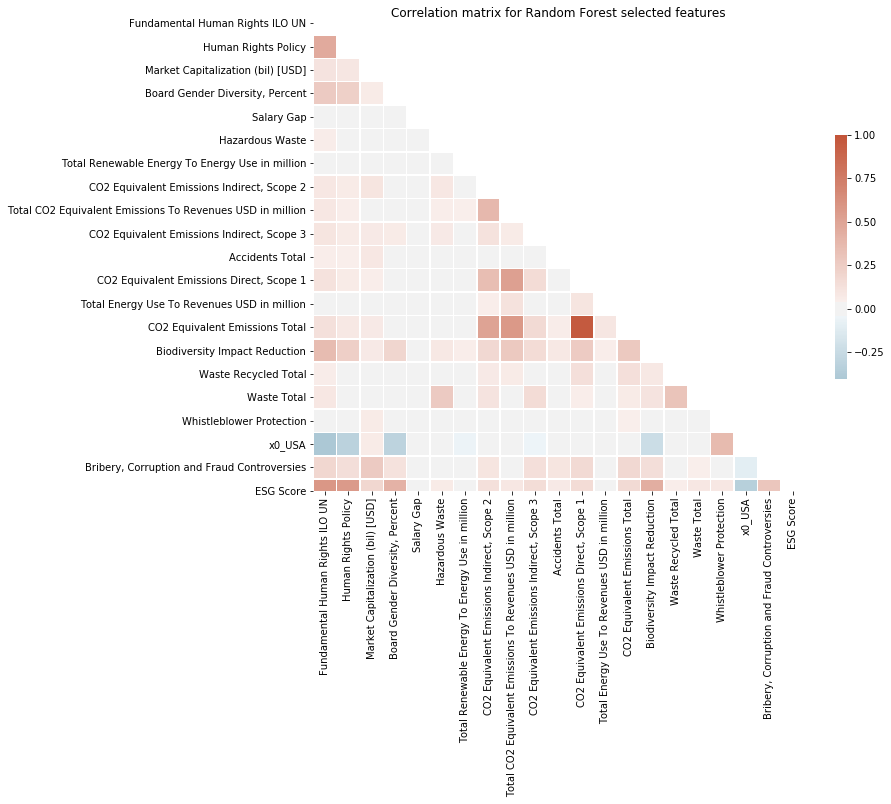 Correlation matrix for Random Forest selected features
Fundamental Human Rights ILO UN
Human Rights Policy
Market Capitalization (bil) [USD]
Board Gender Diversity, Percent
Salary Gap
Hazardous Waste
Total Renewable Energy To Energy Use in million
CO2 Equivalent Emissions Indirect, Scope 2
Total CO2 Equivalent Emissions To Revenues USD in million
CO2 Equivalent Emissions Indirect, Scope 3
Accidents Total
CO2 Equivalent Emissions Direct, Scope 1
Total Energy Use To Revenues USD in million
CO2 Equivalent Emissions Total
Biodiversity Impact Reduction
Waste Recycled Total
Waste Total
Whistleblower Protection
x0_USA
Bribery, Corruption and Fraud Controversies
ESG Score
Fundamental Human Rights ILO UN
Human Rights Policy
Market Capitalization (bil) [USD]
Board Gender Diversity, Percent
Salary Gap
Hazardous Waste
Total Renewable Energy To Energy Use in million
CO2 Equivalent Emissions Indirect, Scope 2
Total CO2 Equivalent Emissions To Revenues USD in million
CO2 Equivalent Emissions Indirect, Scope 3
Accidents Total
CO2 Equivalent Emissions Direct, Scope 1
Total Energy Use To Revenues USD in million
CO2 Equivalent Emissions Total
Biodiversity Impact Reduction
Waste Recycled Total
Waste Total
Whistleblower Protection
x0_USA
Bribery, Corruption and Fraud Controversies
ESG Score
1.00
0.75
0.50
0.25
0.00
−0.25